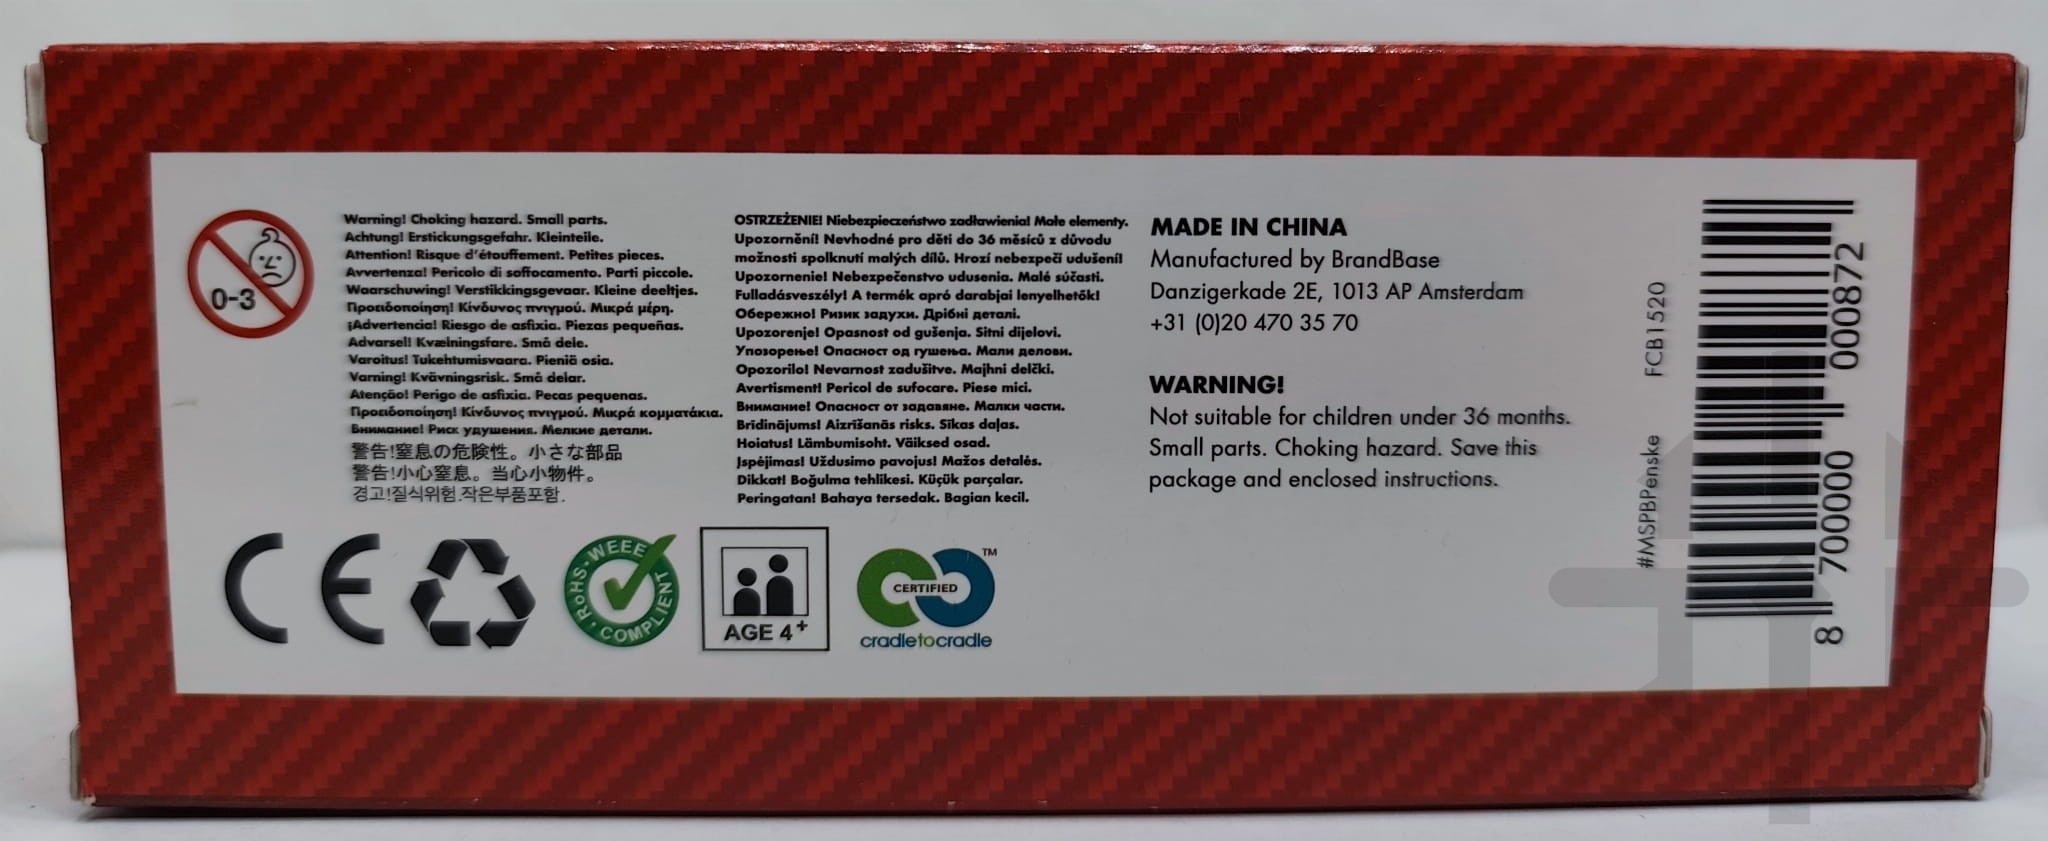 0-3
Warning! Choking hazard. Small parts.
Achtung! Erstickungsgefahr. Kleinteile.
Attention! Risque d'étouffement. Petites pieces.
Avvertenza! Pericolo di soffocamento. Parti piccole.
Waarschuwing! Verstikkingsgevaar. Kleine deeltjes.
Προειδοποίηση! Κίνδυνος πνιγμού. Μικρά μέρη.
¡Advertencia! Riesgo de asfixia. Piezas pequeñas.
Advarsel! Kvælningsfare. Små dele.
Varoitus! Tukehtumisvaara. Pieniä osia.
Varning! Kvävningsrisk. Små delar.
Atenção! Perigo de asfixia. Pecas pequenas.
Προειδοποίηση! Κίνδυνος πνιγμού. Μικρά κομματάκια.
Внимание! Риск удушения. Мелкие детали.
警告!窒息の危険性。小さな部品
警告!小心窒息。当心小物件。
경고!질식위험.작은부품포함.
OSTRZEŻENIE! Niebezpieczeństwo zadławienia! Małe elementy.
Upozornění! Nevhodné pro děti do 36 měsíců z důvodu
možnosti spolknutí malých dílů. Hrozí nebezpečí udušení!
Upozornenie! Nebezpečenstvo udusenia. Malé súčasti.
Fulladásveszély! A termék apró darabjai lenyelhetők!
Обережно! Ризик задухи. Дрібні деталі.
Upozorenje! Opasnost od gušenja. Sitni dijelovi.
Упозорење! Опасност од гушења. Мали делови.
Opozorilo! Nevarnost zadušitve. Majhni delčki.
Avertisment! Pericol de sufocare. Piese mici.
Внимание! Опасност от задавяне. Малки части.
Brīdinājums! Aizrīšanās risks. Sīkas daļas.
Hoiatus! Lämbumisoht. Väiksed osad.
Įspėjimas! Uždusimo pavojus! Mažos detalės.
Dikkat! Boğulma tehlikesi. Küçük parçalar.
Peringatan! Bahaya tersedak. Bagian kecil.
MADE IN CHINA
Manufactured by BrandBase
Danzigerkade 2E, 1013 AP Amsterdam
+31 (0)20 470 35 70
WARNING!
Not suitable for children under 36 months.
Small parts. Choking hazard. Save this
package and enclosed instructions.
CE
RoHS·WEEE
COMPLIENT
AGE 4+
CERTIFIED
TM
cradletocradle
#MSPBPenske FCB1520
8 700000 000872